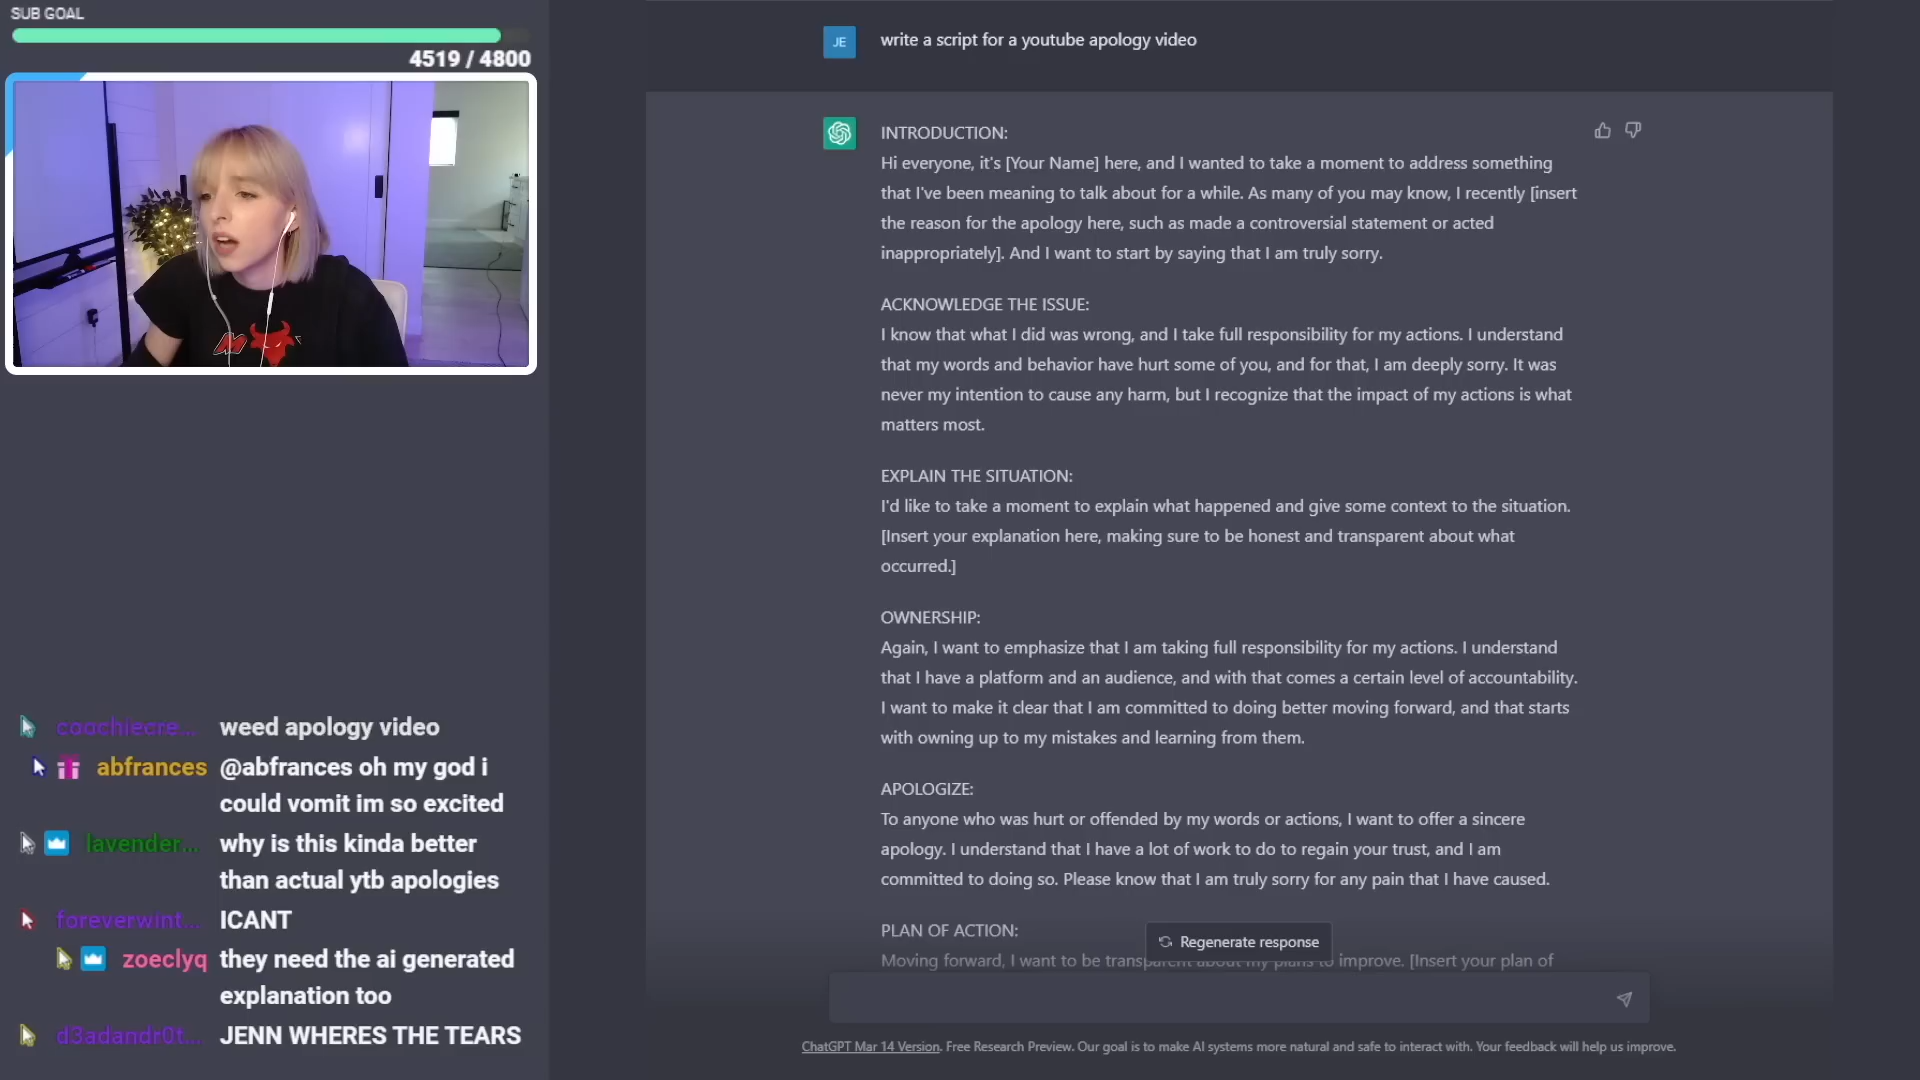 SUB GOAL
4519 / 4800
JE
write a script for a youtube apology video
INTRODUCTION:
Hi everyone, it's [Your Name] here, and I wanted to take a moment to address something
that I've been meaning to talk about for a while. As many of you may know, I recently [insert
the reason for the apology here, such as made a controversial statement or acted
inappropriately]. And I want to start by saying that I am truly sorry.
ACKNOWLEDGE THE ISSUE:
I know that what I did was wrong, and I take full responsibility for my actions. I understand
that my words and behavior have hurt some of you, and for that, I am deeply sorry. It was
never my intention to cause any harm, but I recognize that the impact of my actions is what
matters most.
EXPLAIN THE SITUATION:
I'd like to take a moment to explain what happened and give some context to the situation.
[Insert your explanation here, making sure to be honest and transparent about what
occurred.]
OWNERSHIP:
Again, I want to emphasize that I am taking full responsibility for my actions. I understand
that I have a platform and an audience, and with that comes a certain level of accountability.
I want to make it clear that I am committed to doing better moving forward, and that starts
with owning up to my mistakes and learning from them.
APOLOGIZE:
To anyone who was hurt or offended by my words or actions, I want to offer a sincere
apology. I understand that I have a lot of work to do to regain your trust, and I am
committed to doing so. Please know that I am truly sorry for any pain that I have caused.
PLAN OF ACTION:
Moving forward, I want to be transparent about my plans to improve. [Insert your plan of
Regenerate response
ChatGPT Mar 14 Version. Free Research Preview. Our goal is to make AI systems more natural and safe to interact with. Your feedback will help us improve.
coochiecre... weed apology video
abfrances @abfrances oh my god i
could vomit im so excited
lavender... why is this kinda better
than actual ytb apologies
foreverwint... ICANT
zoeclyq they need the ai generated
explanation too
d3adandr0t... JENN WHERES THE TEARS